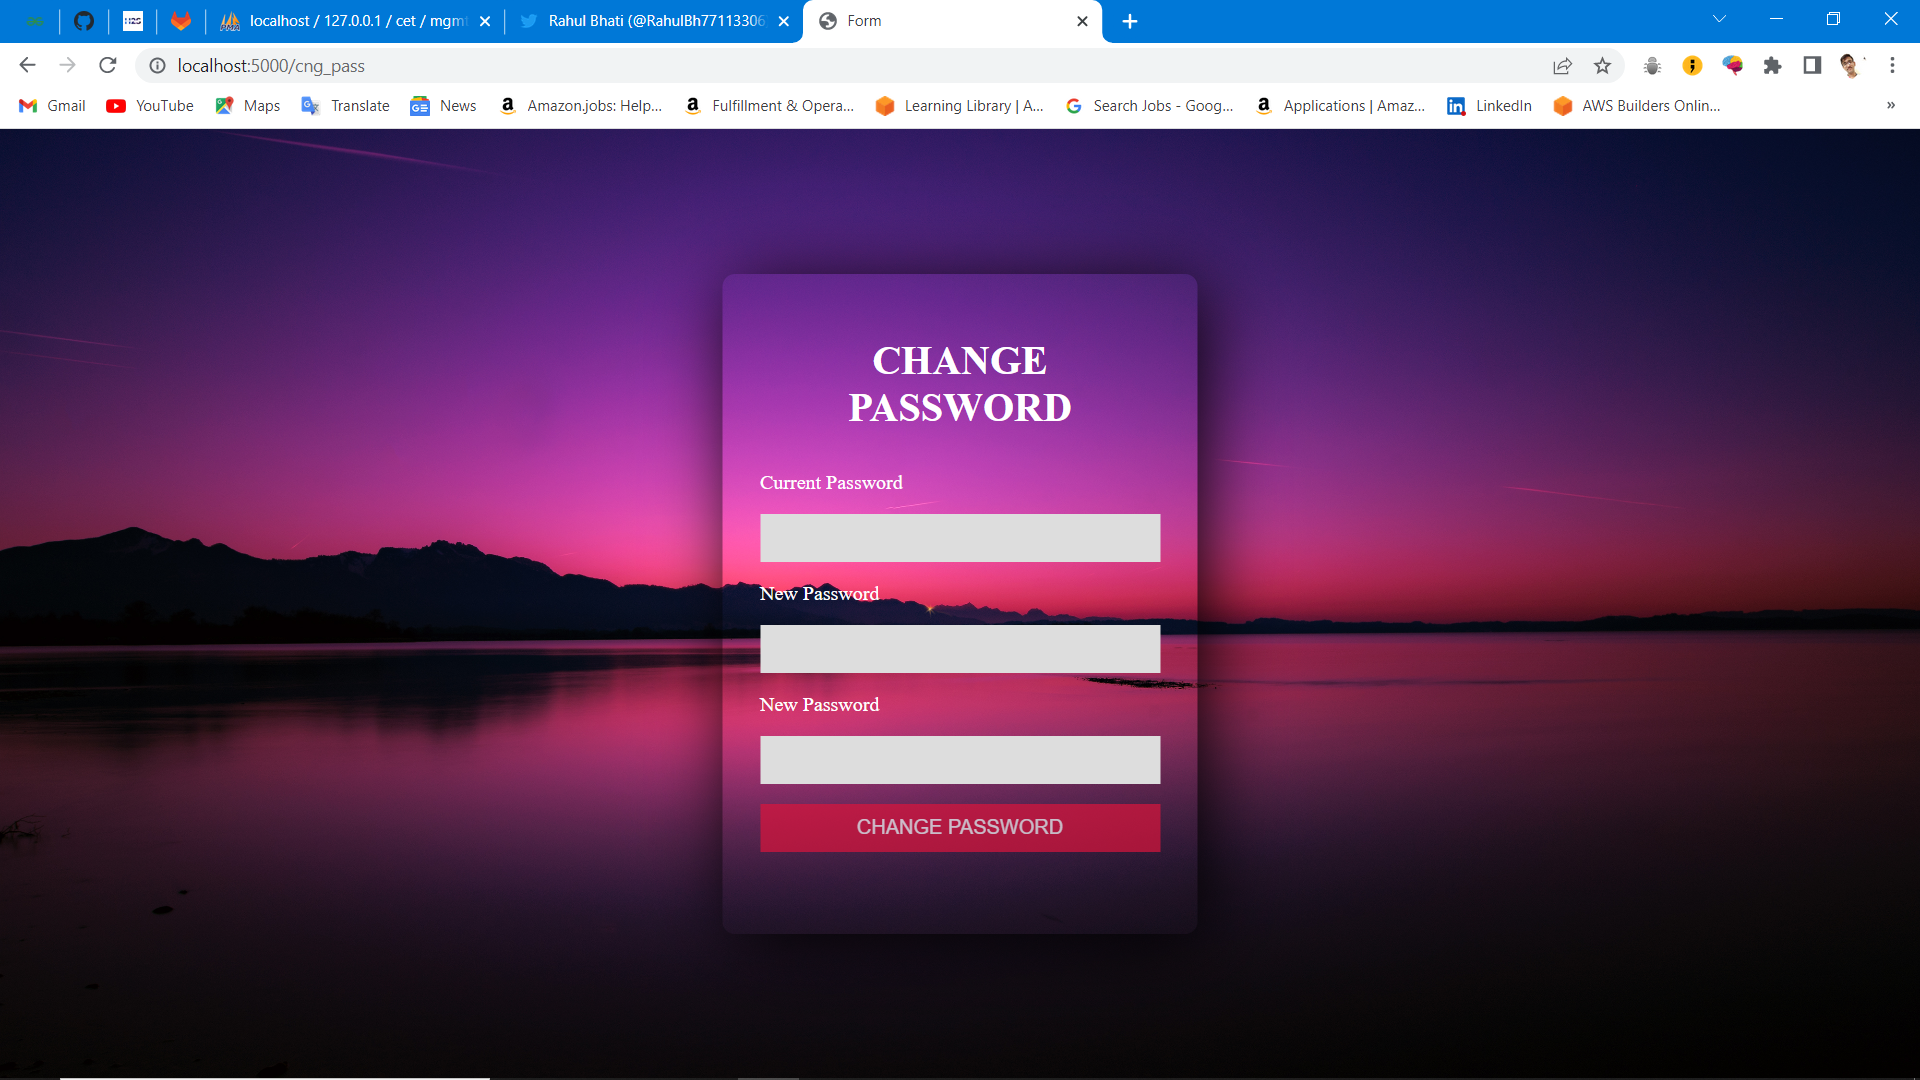 localhost / 127.0.0.1 / cet / mgmt
Rahul Bhati (@RahulBh77113306
Form
localhost:5000/cng_pass
Gmail
YouTube
Maps
Translate
News
Amazon.jobs: Help...
Fulfillment & Opera...
Learning Library | A...
Search Jobs - Goog...
Applications | Amaz...
LinkedIn
AWS Builders Onlin...
»
CHANGE
PASSWORD
Current Password
New Password
New Password
CHANGE PASSWORD